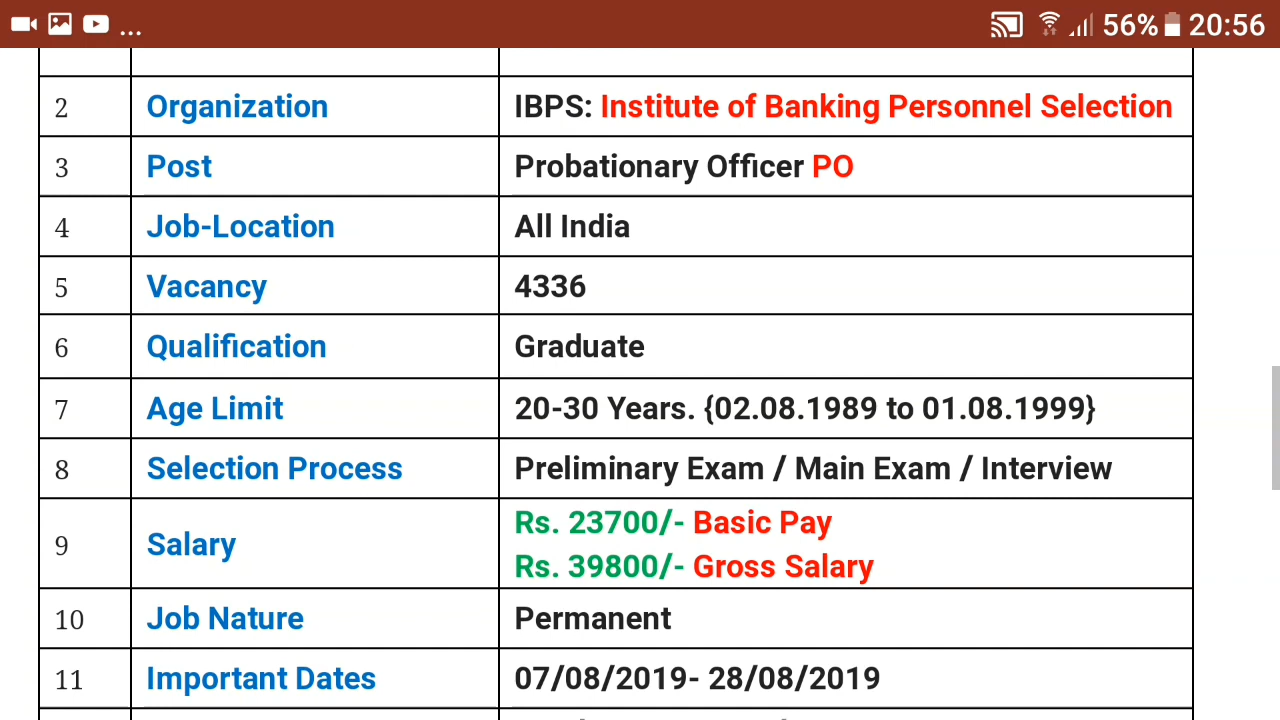 ... 56% 20:56
2 Organization IBPS: Institute of Banking Personnel Selection
3 Post Probationary Officer PO
4 Job-Location All India
5 Vacancy 4336
6 Qualification Graduate
7 Age Limit 20-30 Years. {02.08.1989 to 01.08.1999}
8 Selection Process Preliminary Exam / Main Exam / Interview
9 Salary Rs. 23700/- Basic Pay
Rs. 39800/- Gross Salary
10 Job Nature Permanent
11 Important Dates 07/08/2019- 28/08/2019